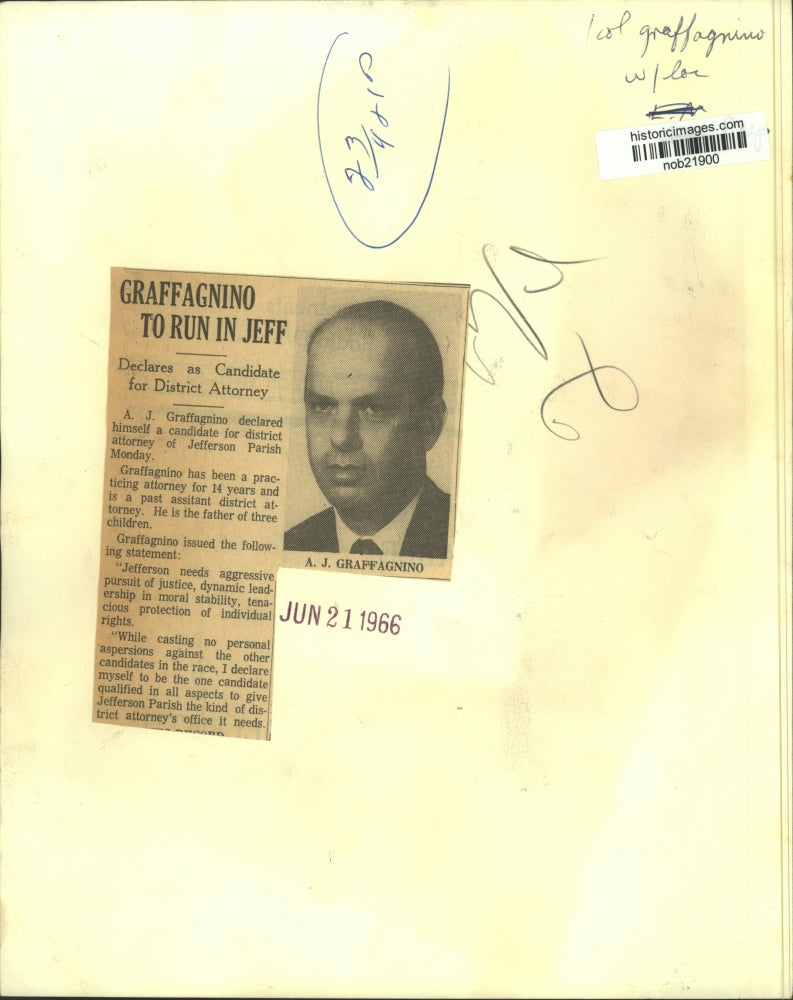 1 col graffagnino
w/ loc
historicimages.com
nob21900
GRAFFAGNINO
TO RUN IN JEFF
Declares as Candidate
for District Attorney
A. J. Graffagnino declared
himself a candidate for district
attorney of Jefferson Parish
Monday.
Graffagnino has been a prac-
ticing attorney for 14 years and
is a past assitant district at-
torney. He is the father of three
children.
Graffagnino issued the follow-
ing statement:
"Jefferson needs aggressive
pursuit of justice, dynamic lead-
ership in moral stability, tena-
cious protection of individual
rights.
"While casting no personal
aspersions against the other
candidates in the race, I declare
myself to be the one candidate
qualified in all aspects to give
Jefferson Parish the kind of dis-
trict attorney's office it needs.
A. J. GRAFFAGNINO
JUN 21 1966